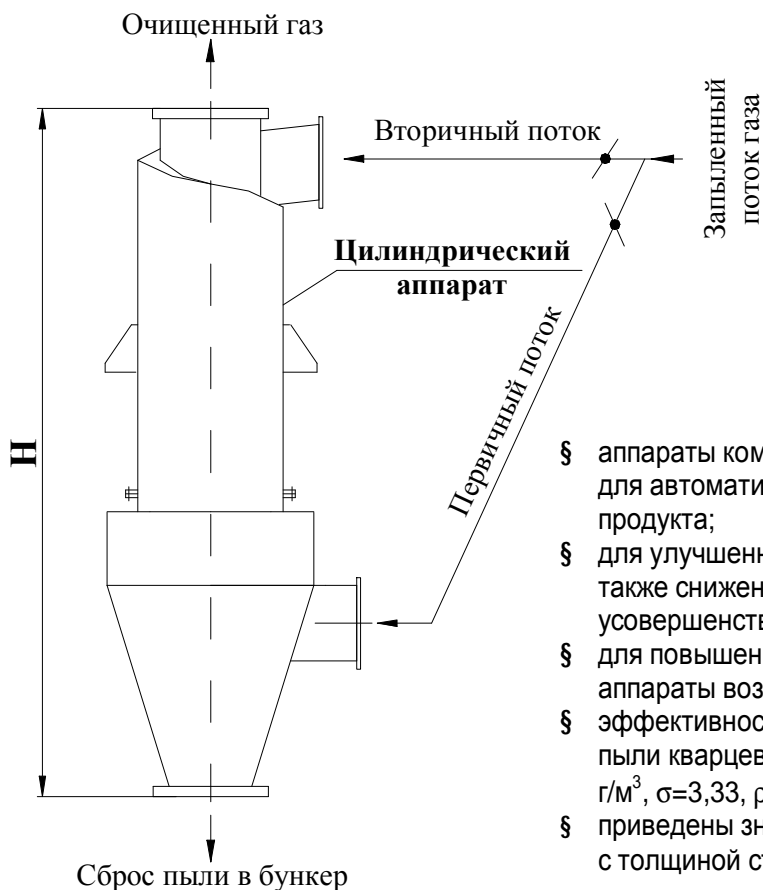 Очищенный газ
Вторичный поток
Запыленный
поток газа
Цилиндрический
аппарат
Первичный поток
H
§ аппараты ком
для автомати
продукта;
§ для улучшенн
также снижен
усовершенств
§ для повышен
аппараты воз
§ эффективнос
пыли кварцев
г/м³, σ=3,33, ρ
§ приведены зн
с толщиной с
Сброс пыли в бункер